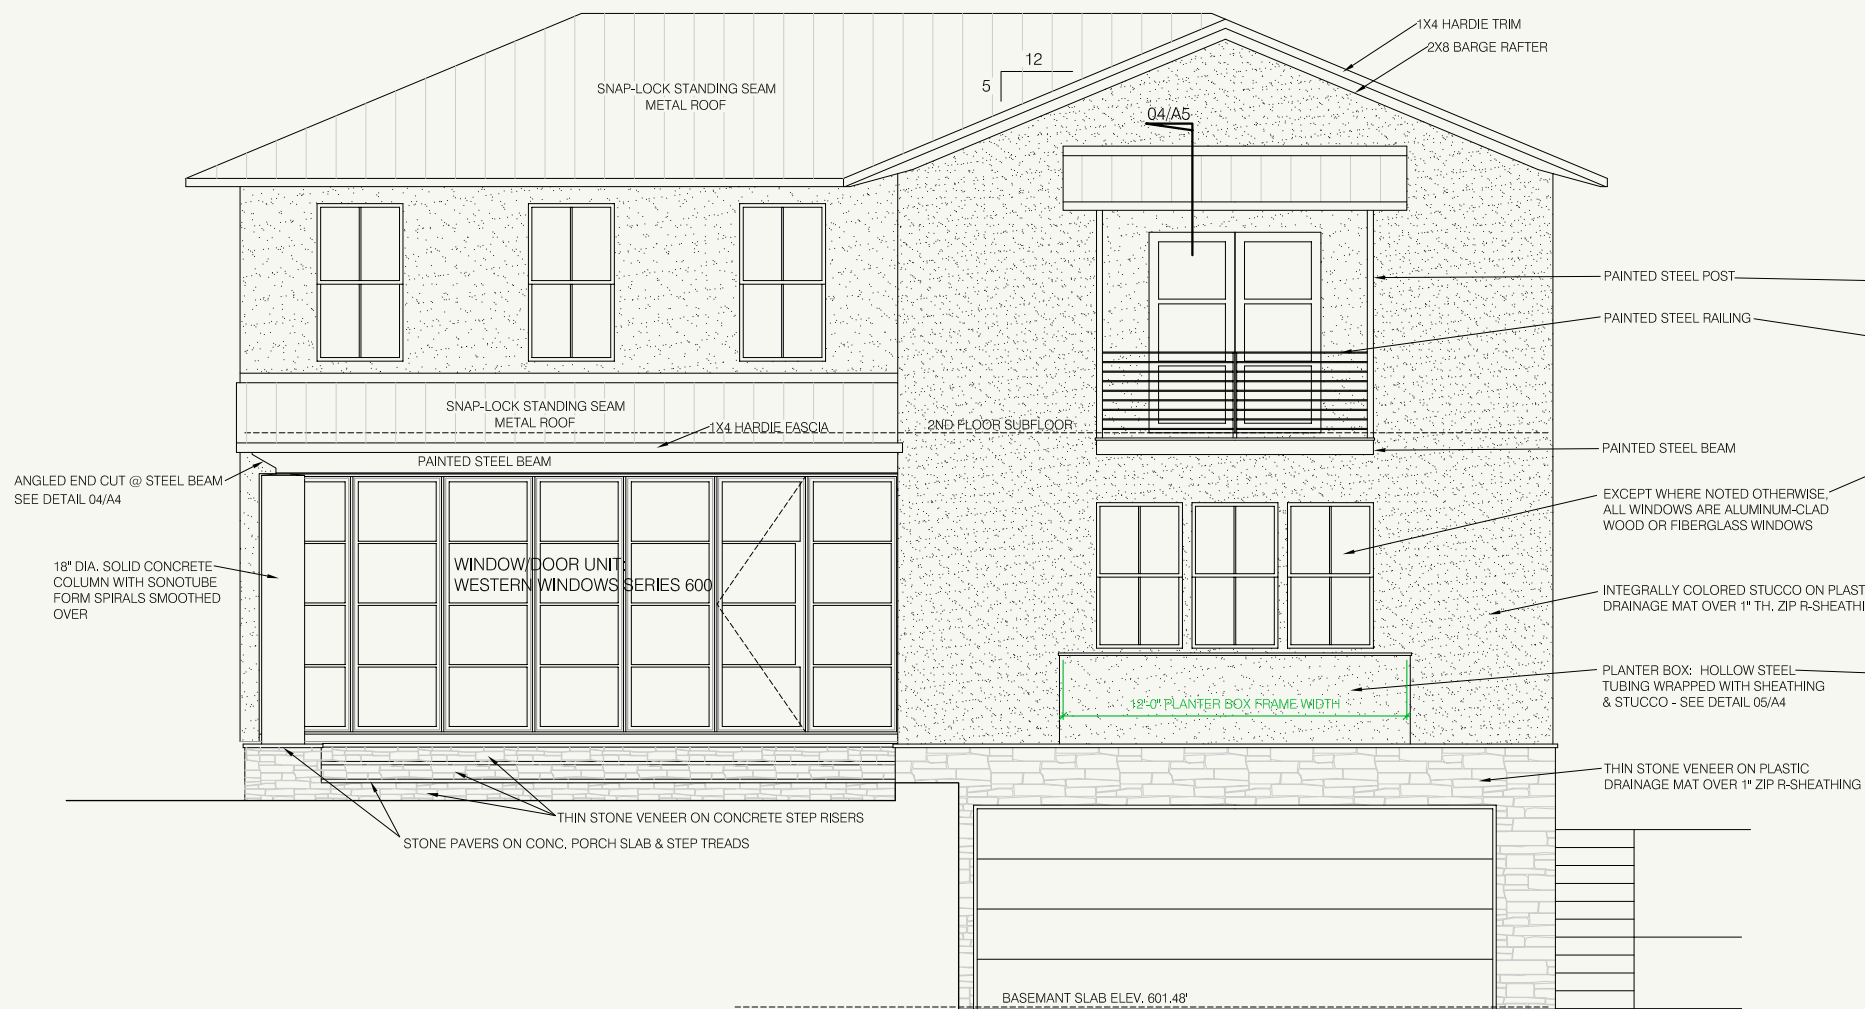 1X4 HARDIE TRIM
2X8 BARGE RAFTER
12
5
SNAP-LOCK STANDING SEAM
METAL ROOF
04/A5
PAINTED STEEL POST
PAINTED STEEL RAILING
SNAP-LOCK STANDING SEAM
METAL ROOF
1X4 HARDIE FASCIA
2ND FLOOR SUBFLOOR
PAINTED STEEL BEAM
PAINTED STEEL BEAM
ANGLED END CUT @ STEEL BEAM
SEE DETAIL 04/A4
EXCEPT WHERE NOTED OTHERWISE,
ALL WINDOWS ARE ALUMINUM-CLAD
WOOD OR FIBERGLASS WINDOWS
18" DIA. SOLID CONCRETE
COLUMN WITH SONOTUBE
FORM SPIRALS SMOOTHED
OVER
WINDOW/DOOR UNIT:
WESTERN WINDOWS SERIES 600
INTEGRALLY COLORED STUCCO ON PLAST
DRAINAGE MAT OVER 1" TH. ZIP R-SHEATHI
PLANTER BOX: HOLLOW STEEL
TUBING WRAPPED WITH SHEATHING
& STUCCO - SEE DETAIL 05/A4
12'-0" PLANTER BOX FRAME WIDTH
THIN STONE VENEER ON PLASTIC
DRAINAGE MAT OVER 1" ZIP R-SHEATHING
THIN STONE VENEER ON CONCRETE STEP RISERS
STONE PAVERS ON CONC. PORCH SLAB & STEP TREADS
BASEMANT SLAB ELEV. 601.48'